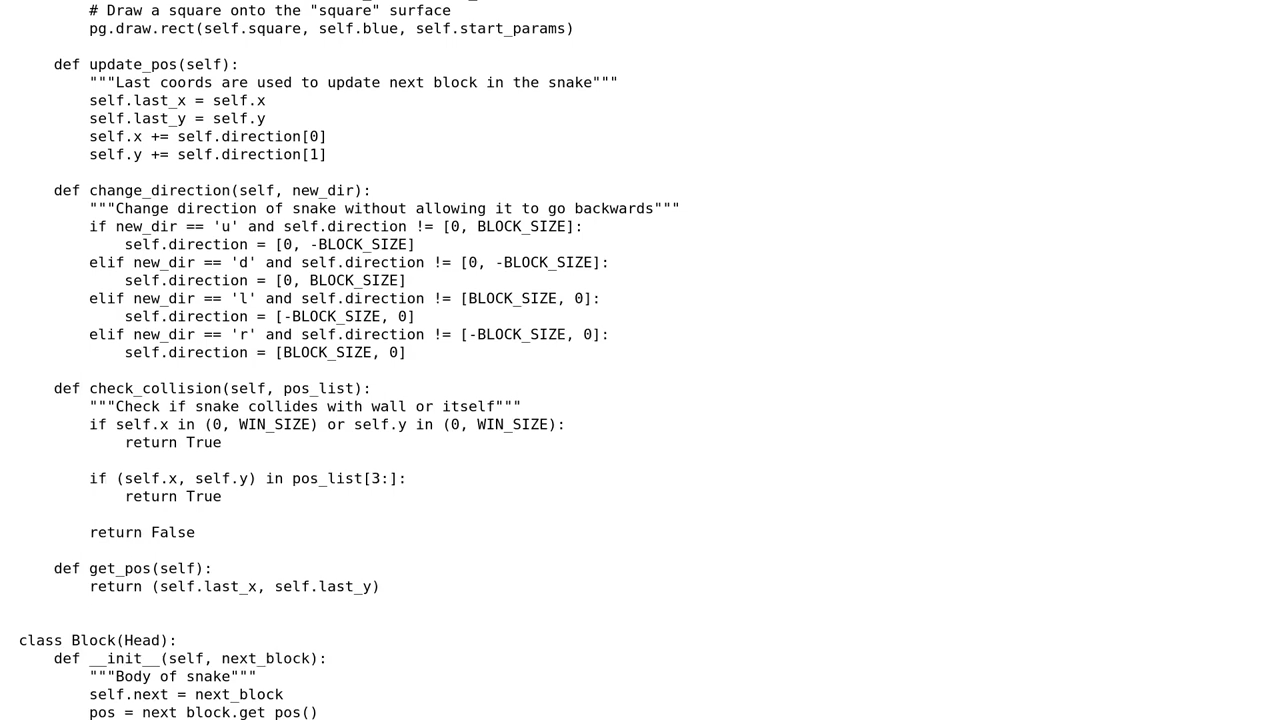 # Draw a square onto the "square" surface
        pg.draw.rect(self.square, self.blue, self.start_params)

    def update_pos(self):
        """Last coords are used to update next block in the snake"""
        self.last_x = self.x
        self.last_y = self.y
        self.x += self.direction[0]
        self.y += self.direction[1]

    def change_direction(self, new_dir):
        """Change direction of snake without allowing it to go backwards"""
        if new_dir == 'u' and self.direction != [0, BLOCK_SIZE]:
            self.direction = [0, -BLOCK_SIZE]
        elif new_dir == 'd' and self.direction != [0, -BLOCK_SIZE]:
            self.direction = [0, BLOCK_SIZE]
        elif new_dir == 'l' and self.direction != [BLOCK_SIZE, 0]:
            self.direction = [-BLOCK_SIZE, 0]
        elif new_dir == 'r' and self.direction != [-BLOCK_SIZE, 0]:
            self.direction = [BLOCK_SIZE, 0]

    def check_collision(self, pos_list):
        """Check if snake collides with wall or itself"""
        if self.x in (0, WIN_SIZE) or self.y in (0, WIN_SIZE):
            return True

        if (self.x, self.y) in pos_list[3:]:
            return True

        return False

    def get_pos(self):
        return (self.last_x, self.last_y)


class Block(Head):
    def __init__(self, next_block):
        """Body of snake"""
        self.next = next_block
        pos = next_block.get_pos()